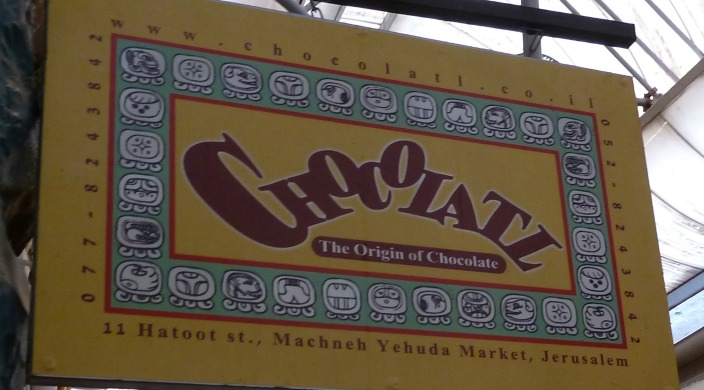 www.chocolatl.co.il
077-8243842
CHOCOLATL
The Origin of Chocolate
052-8243842
11 Hatoot st., Machneh Yehuda Market, Jerusalem